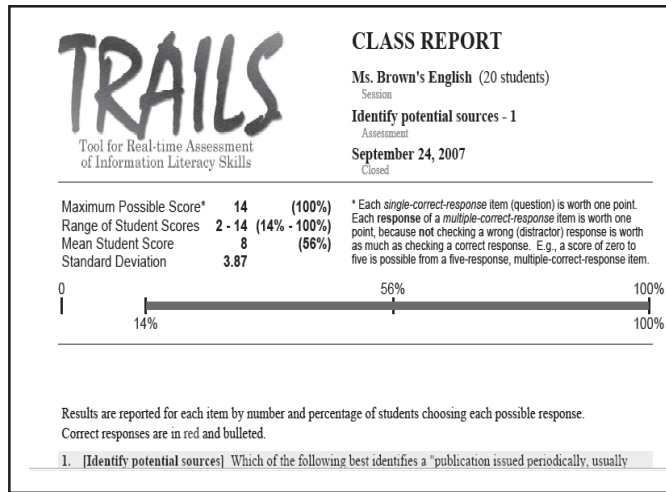 TRAILS
Tool for Real-time Assessment
of Information Literacy Skills
CLASS REPORT
Ms. Brown's English (20 students)
Session
Identify potential sources - 1
Assessment
September 24, 2007
Closed
Maximum Possible Score* 14 (100%)
Range of Student Scores 2 - 14 (14% - 100%)
Mean Student Score 8 (56%)
Standard Deviation 3.87
* Each single-correct-response item (question) is worth one point.
Each response of a multiple-correct-response item is worth one
point, because not checking a wrong (distractor) response is worth
as much as checking a correct response. E.g., a score of zero to
five is possible from a five-response, multiple-correct-response item.
0 56% 100%
14% 100%
Results are reported for each item by number and percentage of students choosing each possible response.
Correct responses are in red and bulleted.
1. [Identify potential sources] Which of the following best identifies a "publication issued periodically, usually